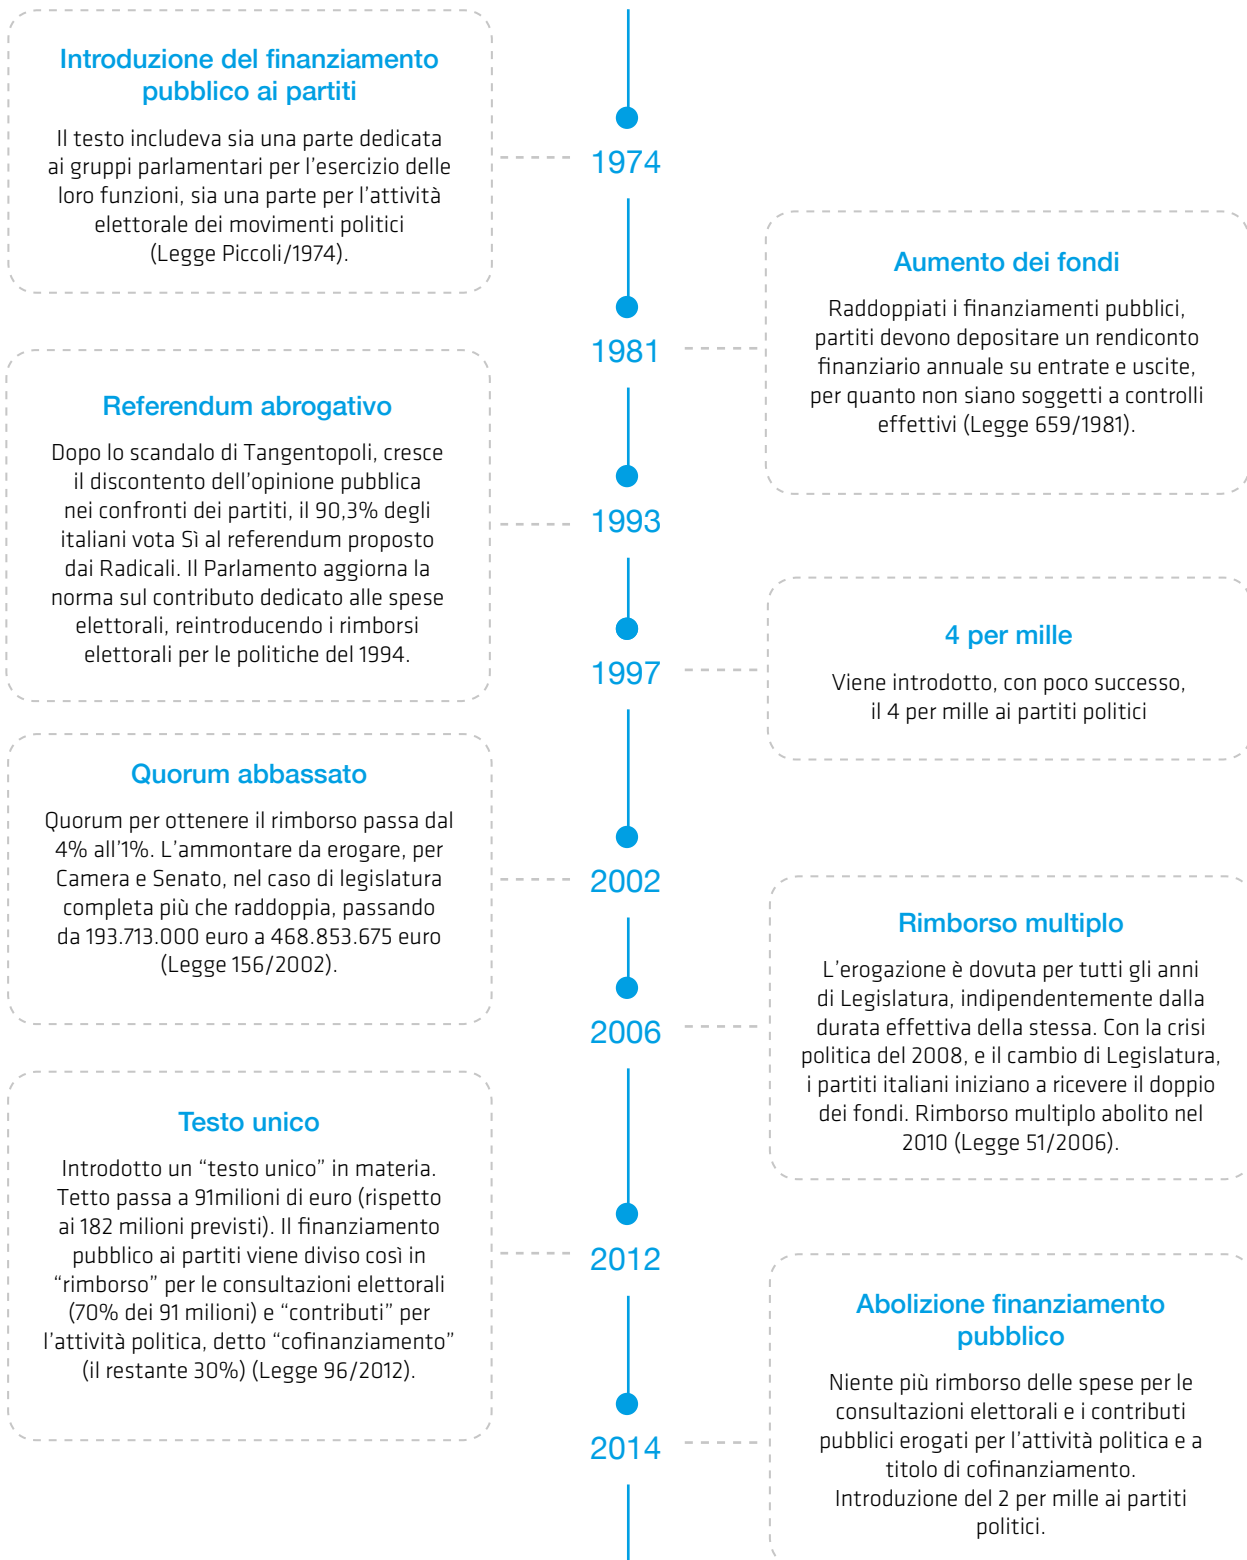 Introduzione del finanziamento
pubblico ai partiti
Il testo includeva sia una parte dedicata
ai gruppi parlamentari per l'esercizio delle
loro funzioni, sia una parte per l'attività
elettorale dei movimenti politici
(Legge Piccoli/1974).
1974
Aumento dei fondi
Raddoppiati i finanziamenti pubblici,
partiti devono depositare un rendiconto
finanziario annuale su entrate e uscite,
per quanto non siano soggetti a controlli
effettivi (Legge 659/1981).
1981
Referendum abrogativo
Dopo lo scandalo di Tangentopoli, cresce
il discontento dell'opinione pubblica
nei confronti dei partiti, il 90,3% degli
italiani vota Sì al referendum proposto
dai Radicali. Il Parlamento aggiorna la
norma sul contributo dedicato alle spese
elettorali, reintroducendo i rimborsi
elettorali per le politiche del 1994.
1993
4 per mille
Viene introdotto, con poco successo,
il 4 per mille ai partiti politici
1997
Quorum abbassato
Quorum per ottenere il rimborso passa dal
4% all'1%. L'ammontare da erogare, per
Camera e Senato, nel caso di legislatura
completa più che raddoppia, passando
da 193.713.000 euro a 468.853.675 euro
(Legge 156/2002).
2002
Rimborso multiplo
L'erogazione è dovuta per tutti gli anni
di Legislatura, indipendentemente dalla
durata effettiva della stessa. Con la crisi
politica del 2008, e il cambio di Legislatura,
i partiti italiani iniziano a ricevere il doppio
dei fondi. Rimborso multiplo abolito nel
2010 (Legge 51/2006).
2006
Testo unico
Introdotto un “testo unico” in materia.
Tetto passa a 91milioni di euro (rispetto
ai 182 milioni previsti). Il finanziamento
pubblico ai partiti viene diviso così in
“rimborso” per le consultazioni elettorali
(70% dei 91 milioni) e “contributi” per
l'attività politica, detto “cofinanziamento”
(il restante 30%) (Legge 96/2012).
2012
Abolizione finanziamento
pubblico
Niente più rimborso delle spese per le
consultazioni elettorali e i contributi
pubblici erogati per l'attività politica e a
titolo di cofinanziamento.
Introduzione del 2 per mille ai partiti
politici.
2014